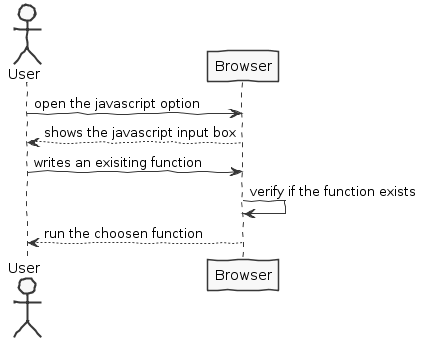 User
Browser
open the javascript option
shows the javascript input box
writes an exisiting function
verify if the function exists
run the choosen function
User
Browser